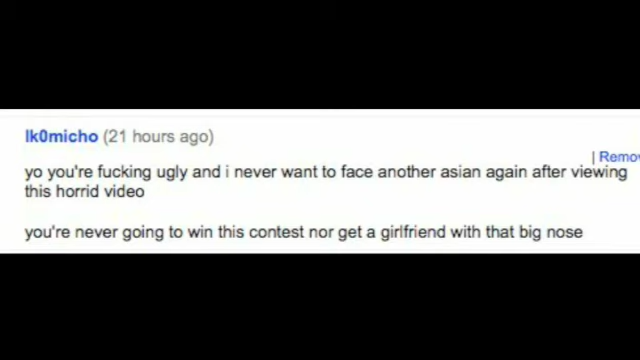 lk0micho (21 hours ago)
| Remov
yo you're fucking ugly and i never want to face another asian again after viewing
this horrid video
you're never going to win this contest nor get a girlfriend with that big nose